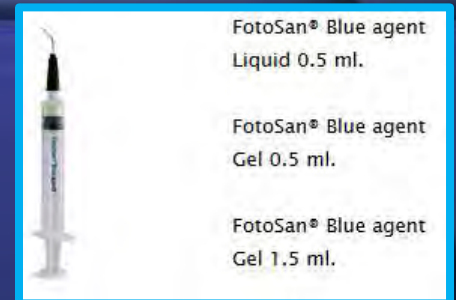 FotoSan® Blue agent
Liquid 0.5 ml.
FotoSan® Blue agent
Gel 0.5 ml.
FotoSan® Blue agent
Gel 1.5 ml.